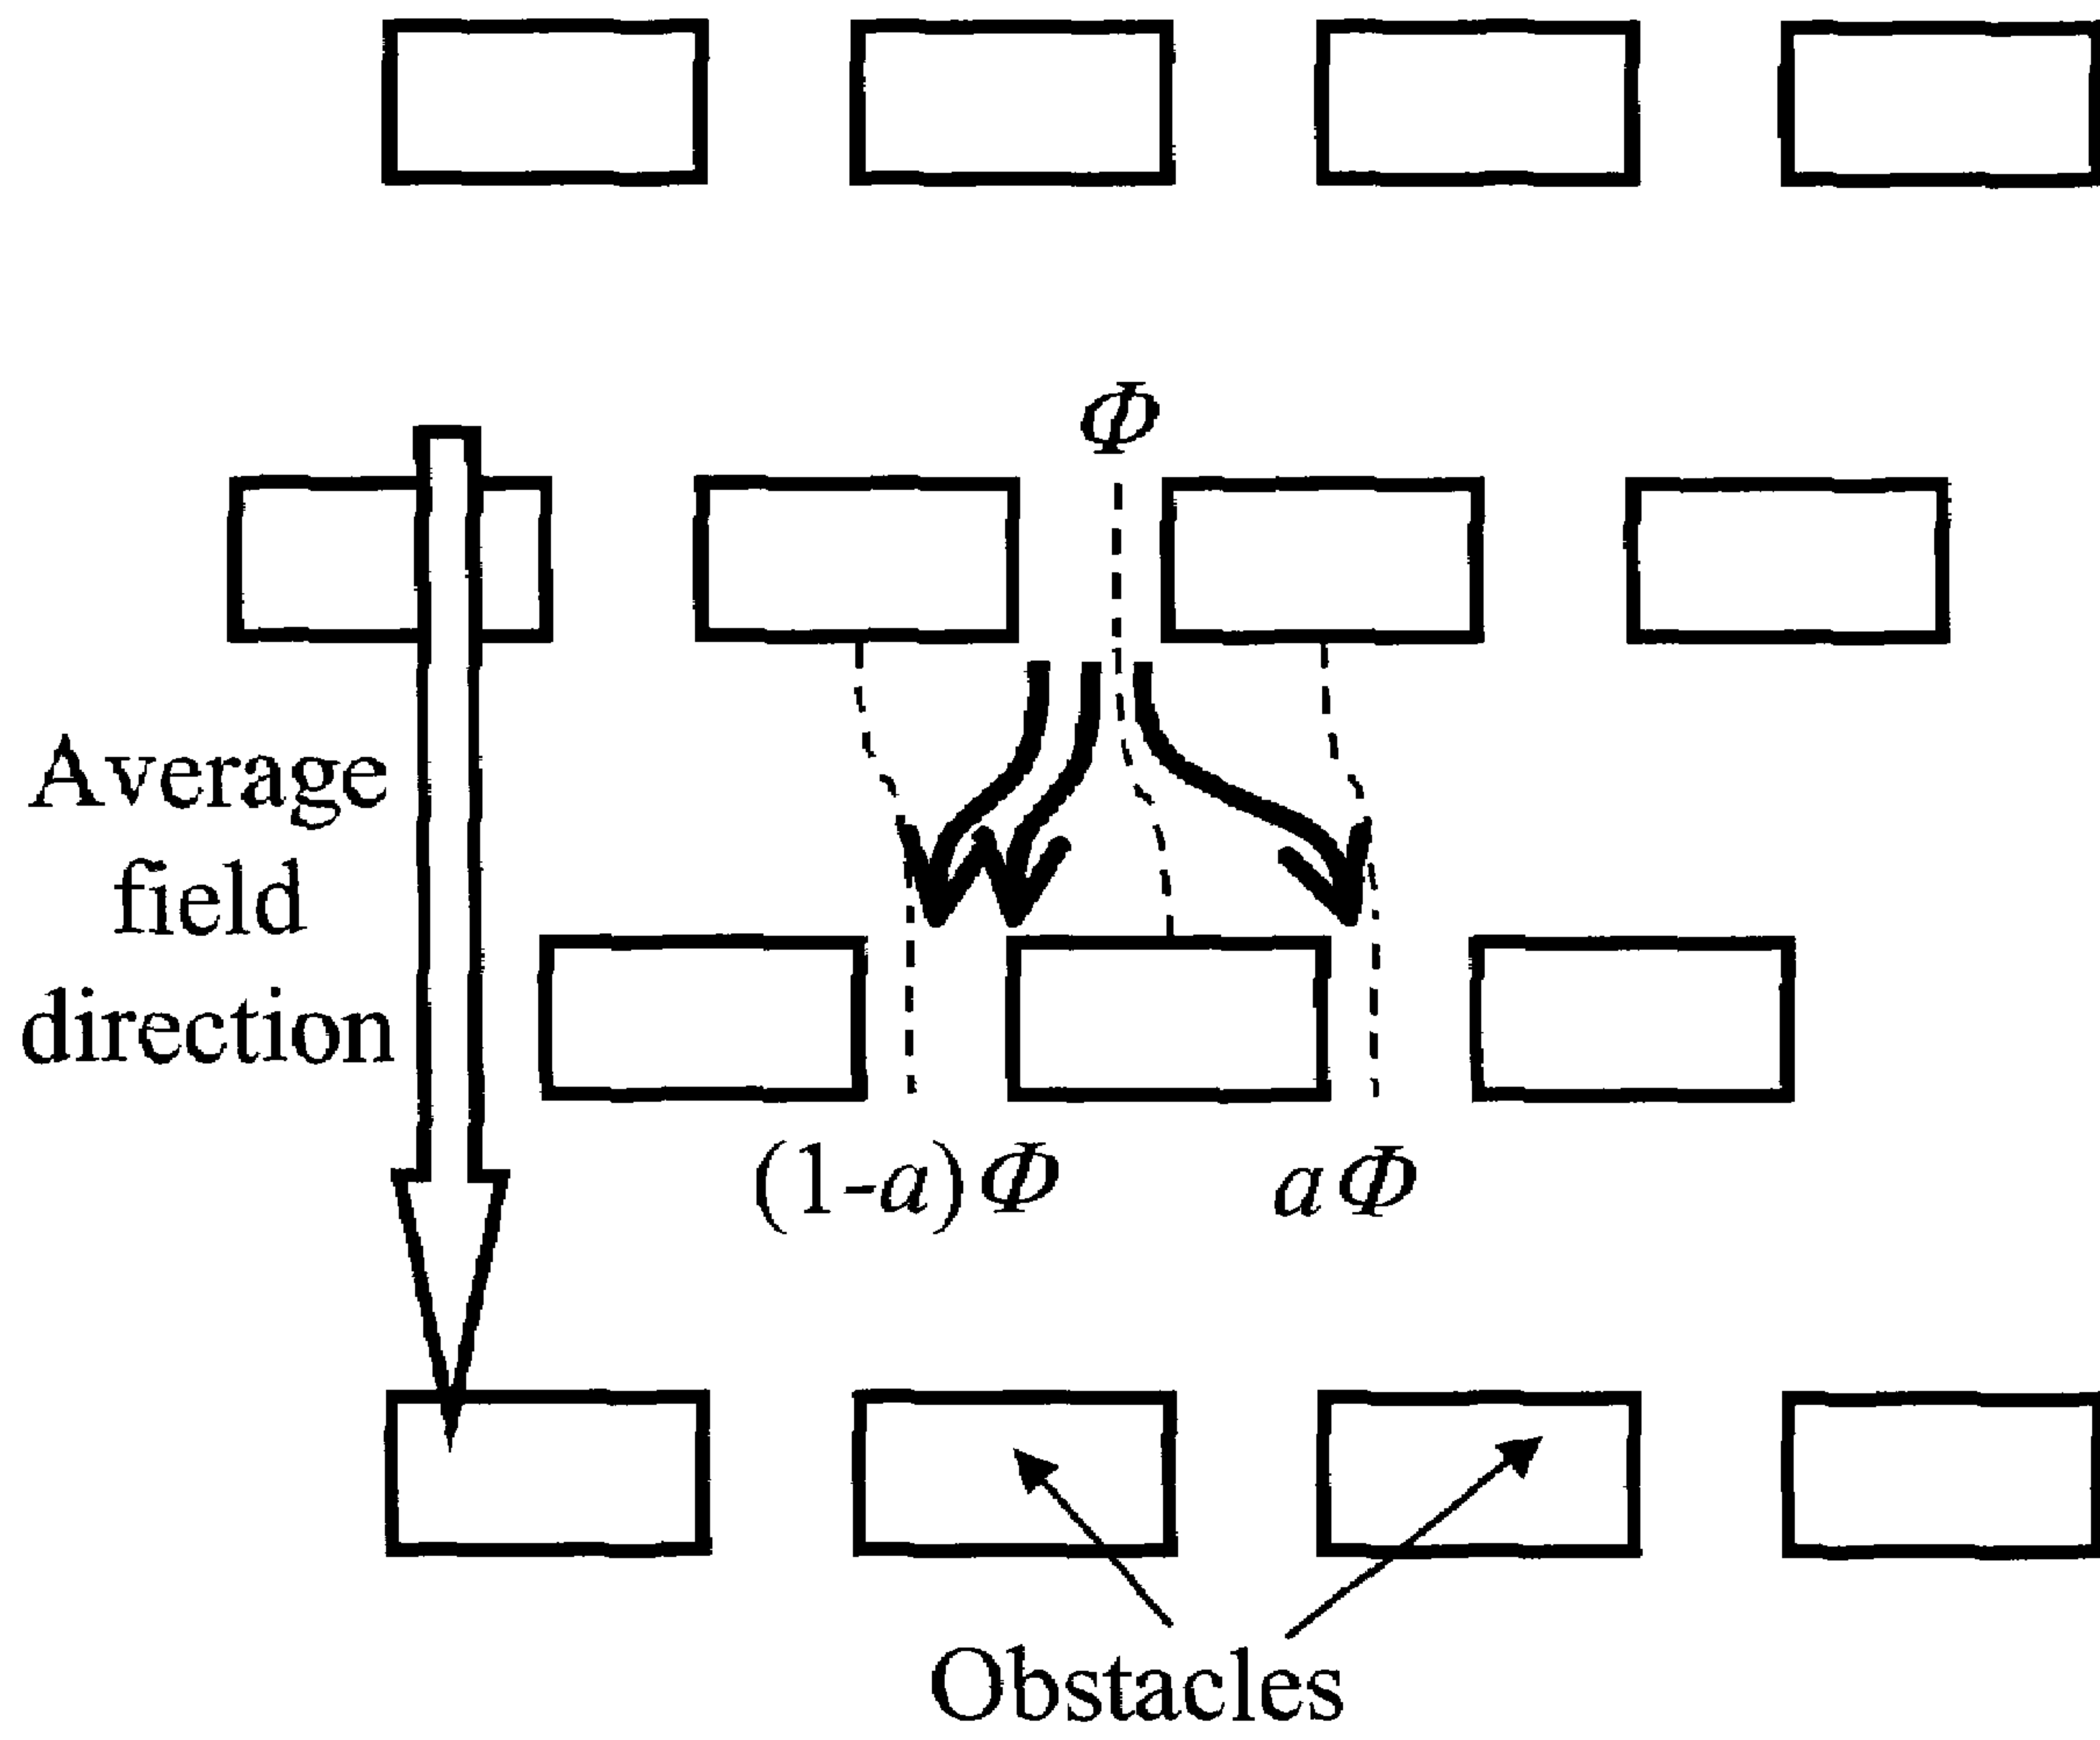 Φ
Average
field
direction
(1-a)Φ
aΦ
Obstacles